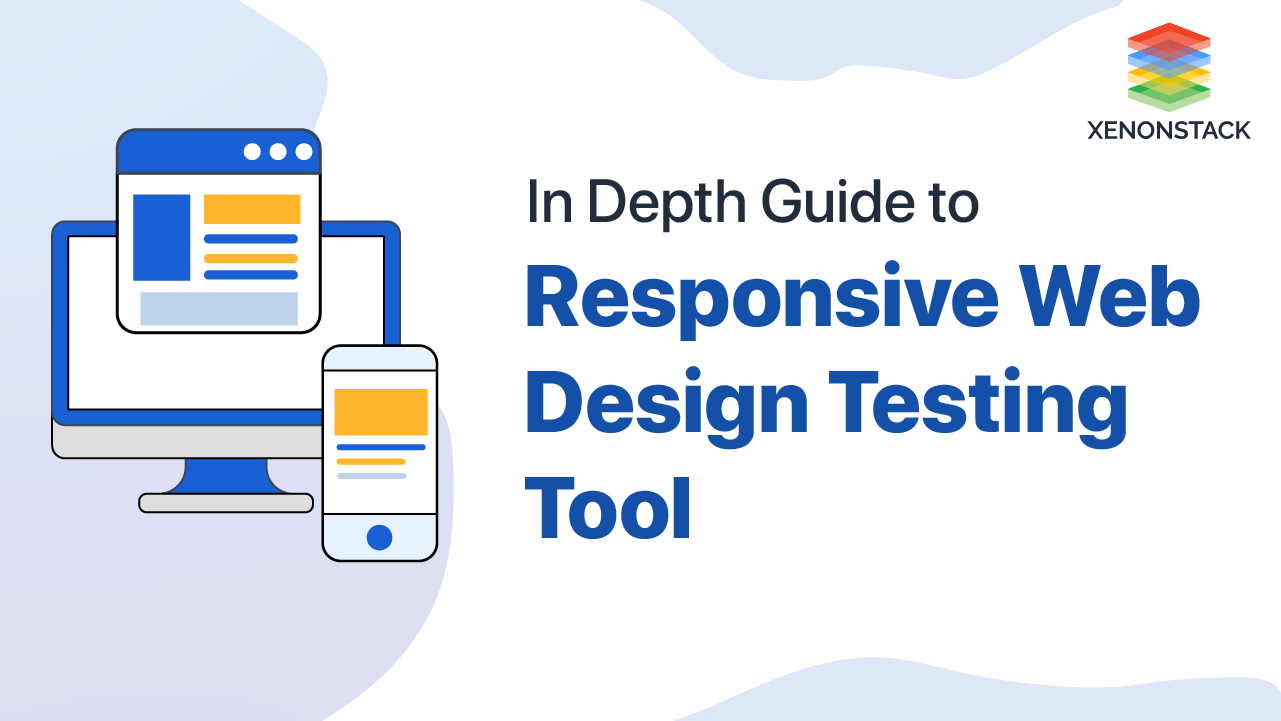 XENONSTACK
In Depth Guide to
Responsive Web
Design Testing
Tool